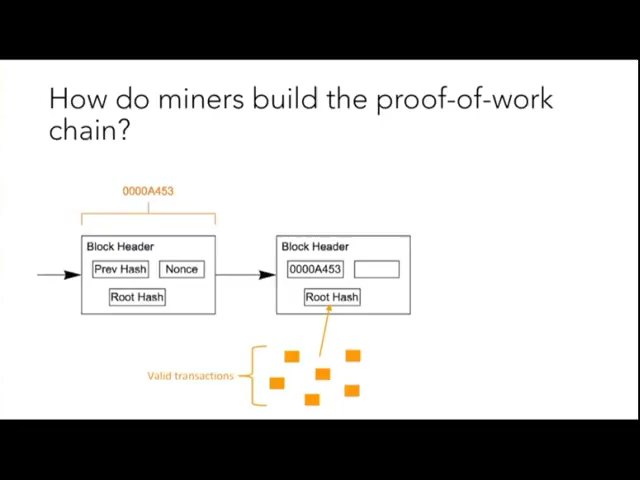 How do miners build the proof-of-work
chain?
0000A453
Block Header
Prev Hash
Nonce
Root Hash
Block Header
0000A453
Root Hash
Valid transactions